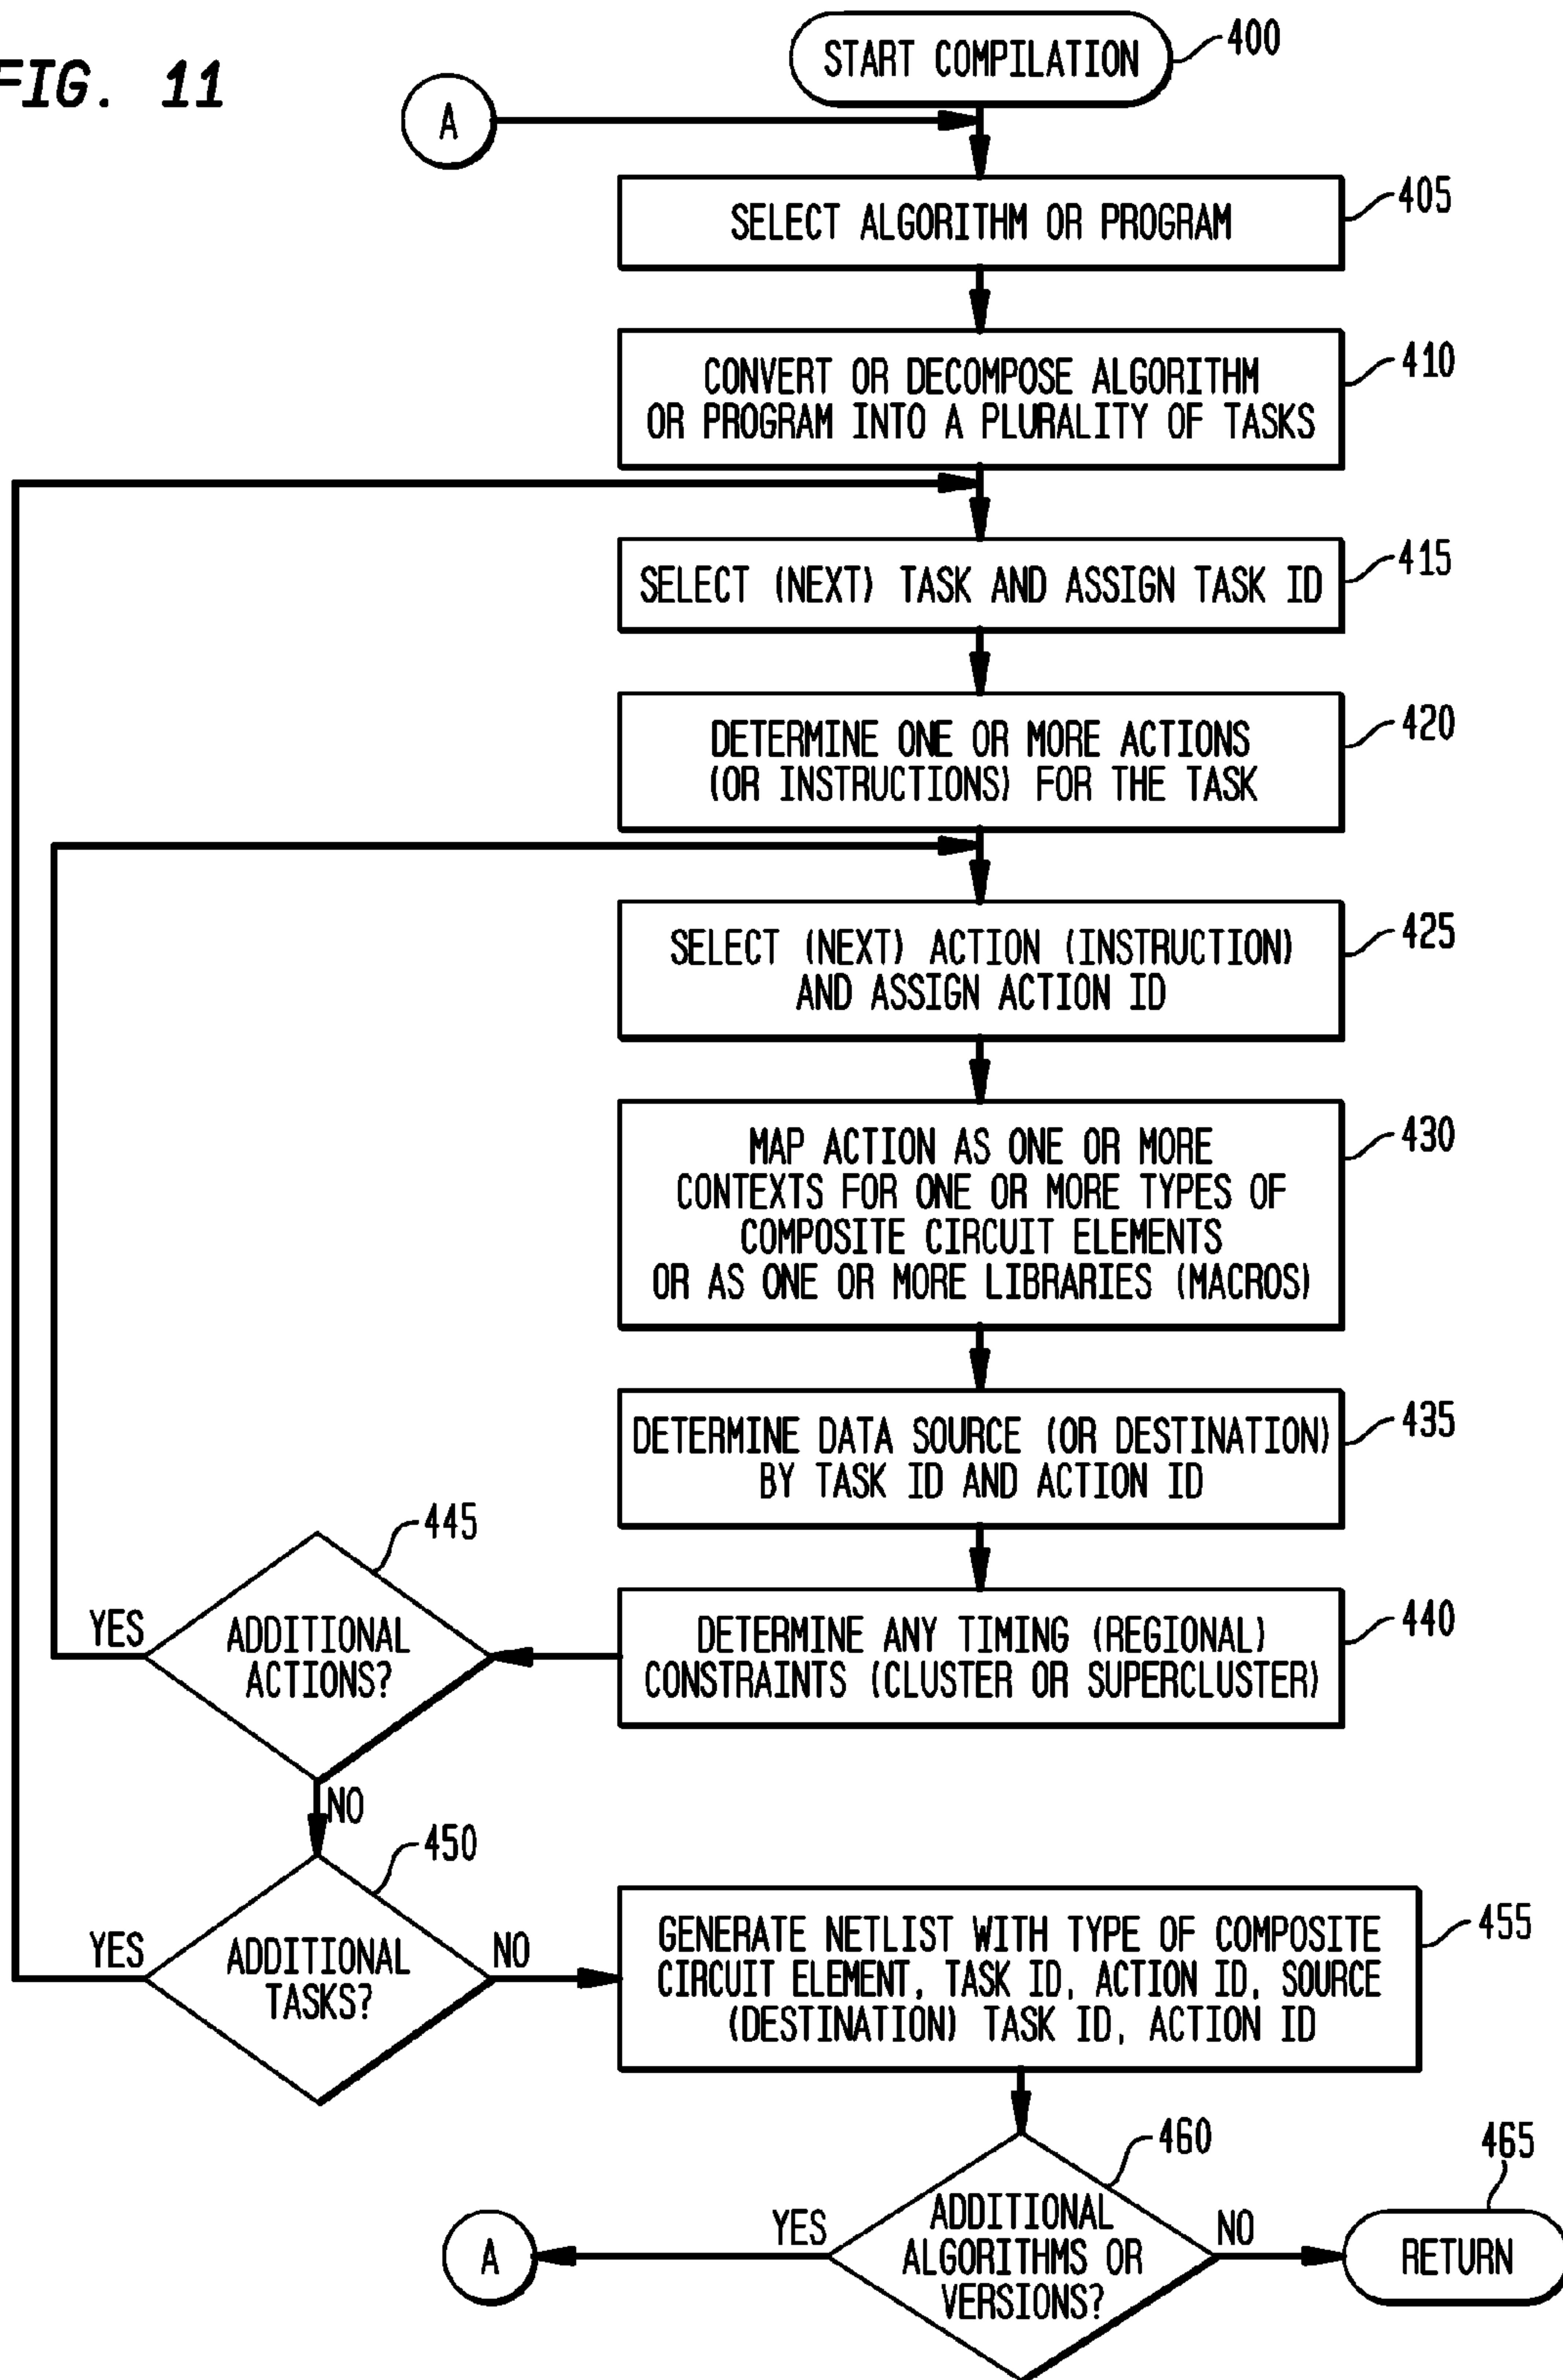 FIG. 11
START COMPILATION
400
A
SELECT ALGORITHM OR PROGRAM
405
CONVERT OR DECOMPOSE ALGORITHM
OR PROGRAM INTO A PLURALITY OF TASKS
410
SELECT (NEXT) TASK AND ASSIGN TASK ID
415
DETERMINE ONE OR MORE ACTIONS
(OR INSTRUCTIONS) FOR THE TASK
420
SELECT (NEXT) ACTION (INSTRUCTION)
AND ASSIGN ACTION ID
425
MAP ACTION AS ONE OR MORE
CONTEXTS FOR ONE OR MORE TYPES OF
COMPOSITE CIRCUIT ELEMENTS
OR AS ONE OR MORE LIBRARIES (MACROS)
430
DETERMINE DATA SOURCE (OR DESTINATION)
BY TASK ID AND ACTION ID
435
DETERMINE ANY TIMING (REGIONAL)
CONSTRAINTS (CLUSTER OR SUPERCLUSTER)
440
445
ADDITIONAL
ACTIONS?
YES
NO
450
ADDITIONAL
TASKS?
YES
NO
GENERATE NETLIST WITH TYPE OF COMPOSITE
CIRCUIT ELEMENT, TASK ID, ACTION ID, SOURCE
(DESTINATION) TASK ID, ACTION ID
455
460
ADDITIONAL
ALGORITHMS OR
VERSIONS?
YES
A
NO
465
RETURN